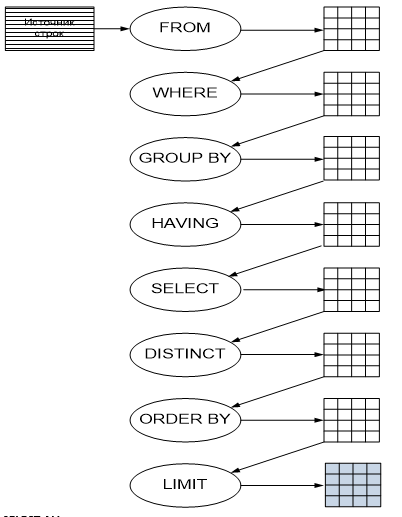 Источник
строк
FROM
WHERE
GROUP BY
HAVING
SELECT
DISTINCT
ORDER BY
LIMIT